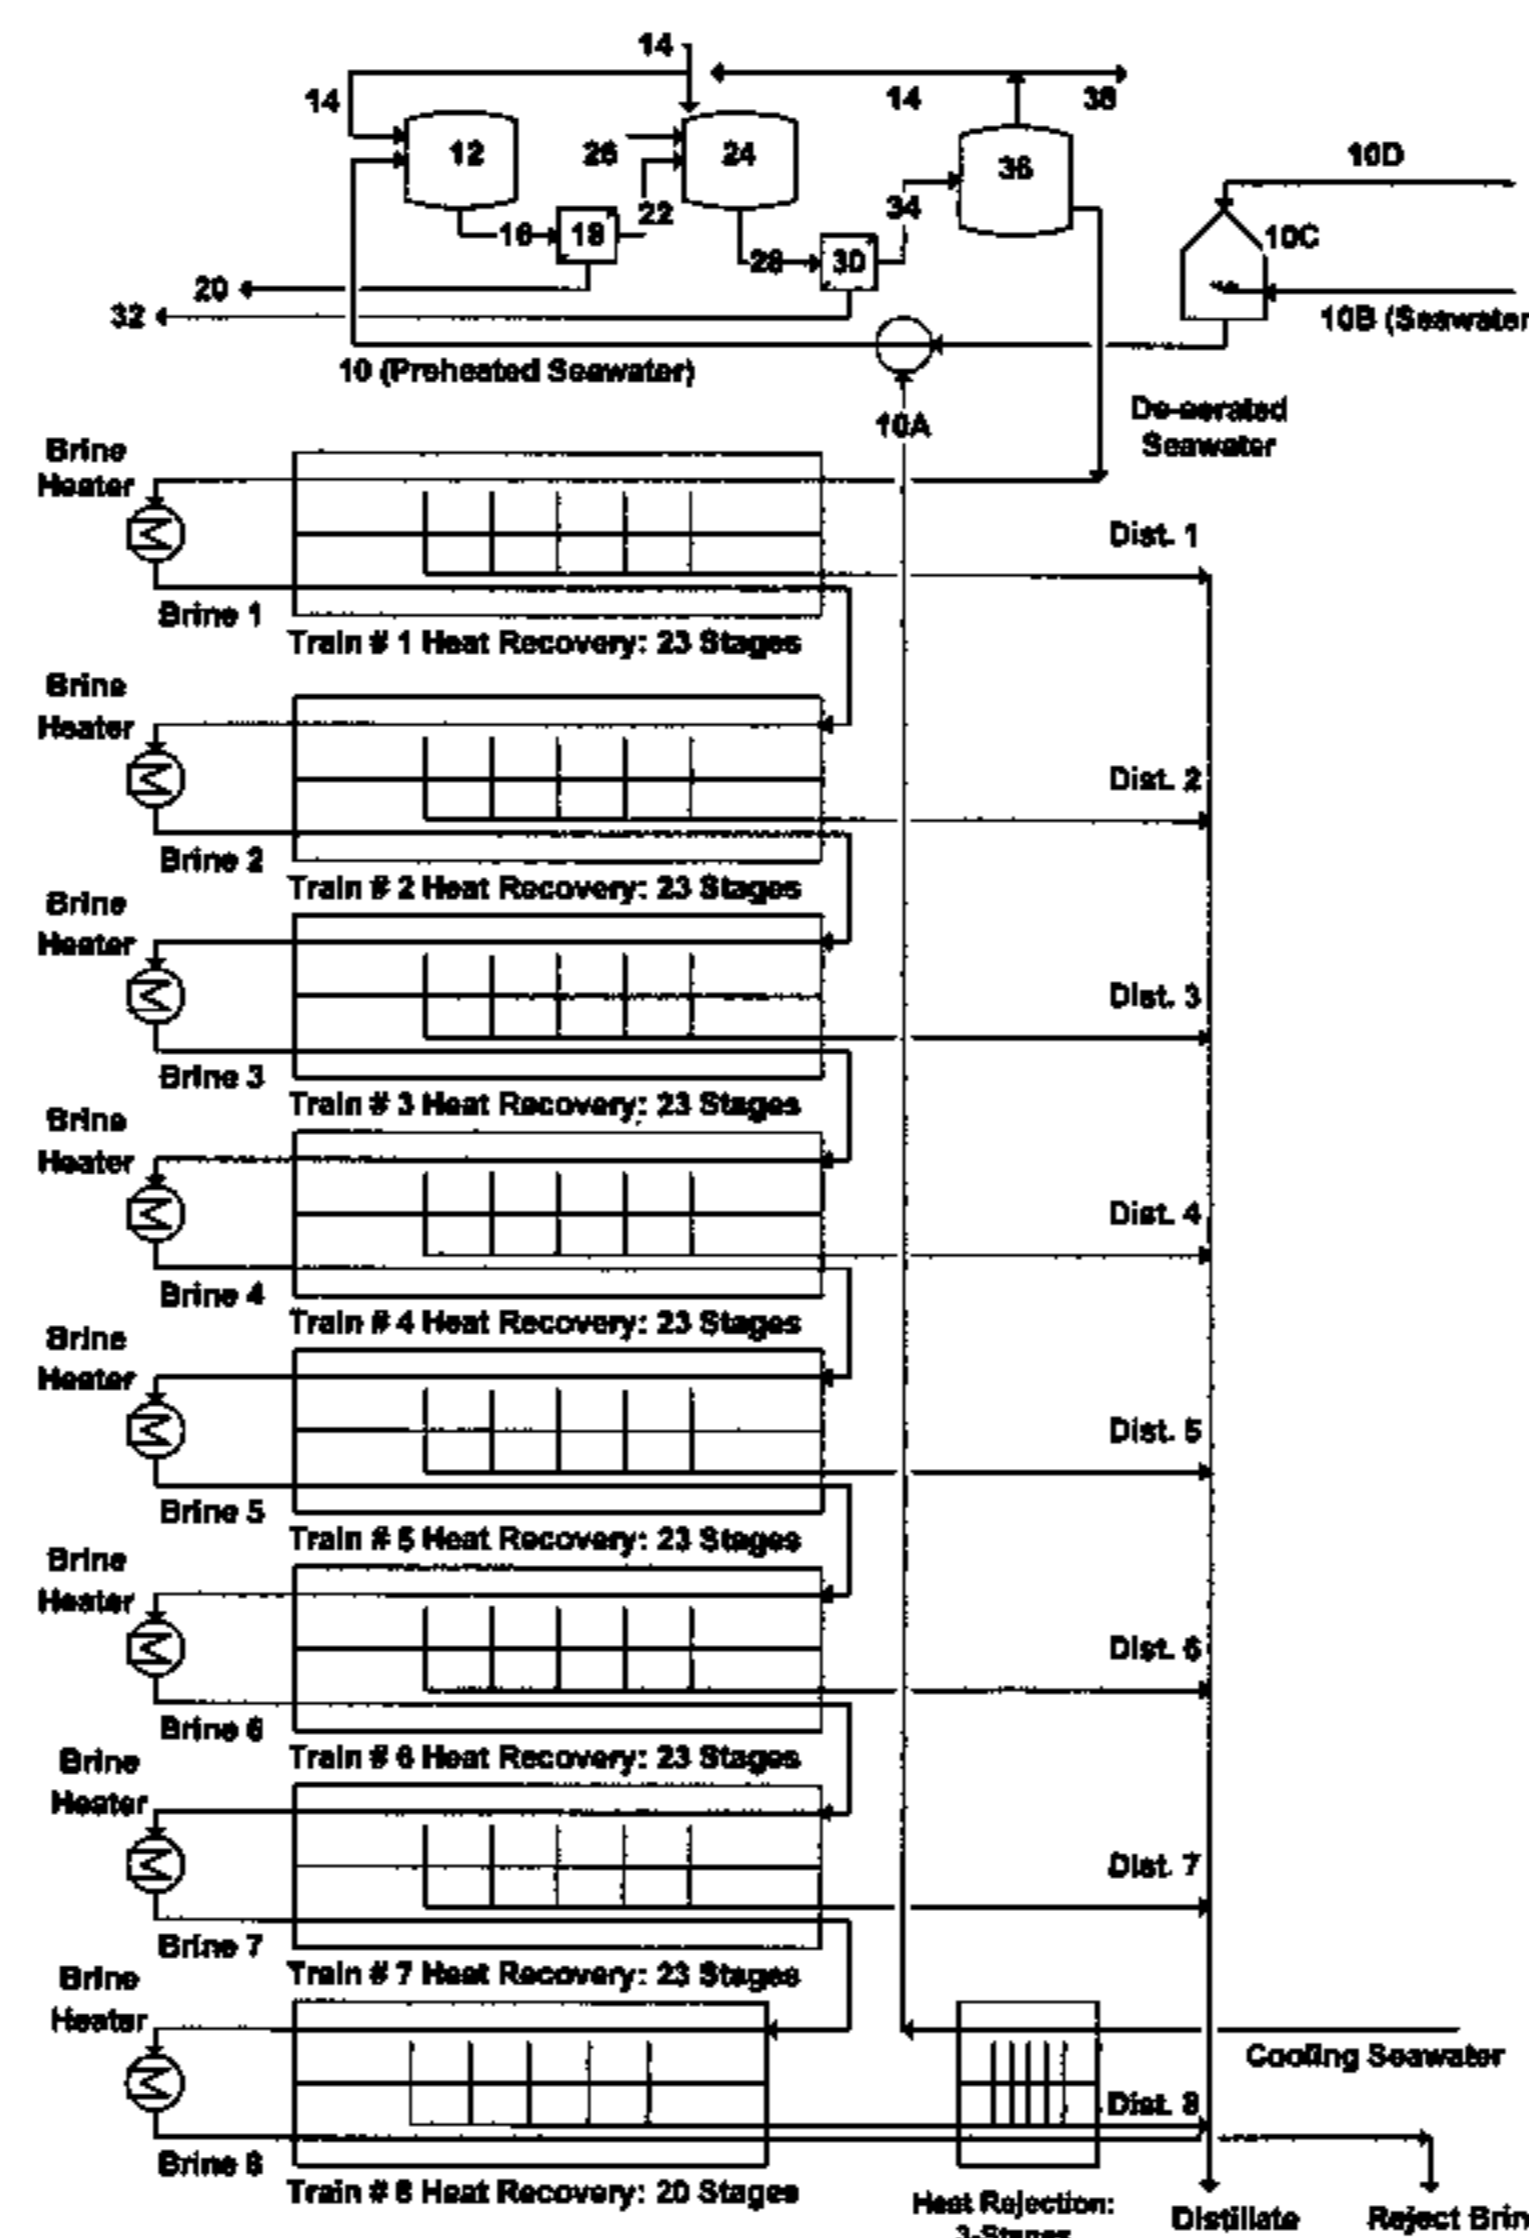 14
14
14
38
12
26
24
36
10D
16
18
22
34
10C
28
30
20
32
10B (Seawater
10 (Preheated Seawater)
10A
De-aerated
Seawater
Brine
Heater
Dist. 1
Brine 1
Train # 1 Heat Recovery: 23 Stages
Brine
Heater
Dist. 2
Brine 2
Train # 2 Heat Recovery: 23 Stages
Brine
Heater
Dist. 3
Brine 3
Train # 3 Heat Recovery: 23 Stages
Brine
Heater
Dist. 4
Brine 4
Train # 4 Heat Recovery: 23 Stages
Brine
Heater
Dist. 5
Brine 5
Train # 5 Heat Recovery: 23 Stages
Brine
Heater
Dist. 6
Brine 6
Train # 6 Heat Recovery: 23 Stages
Brine
Heater
Dist. 7
Brine 7
Train # 7 Heat Recovery: 23 Stages
Brine
Heater
Cooling Seawater
Dist. 8
Brine 8
Train # 8 Heat Recovery: 20 Stages
Heat Rejection:
3-Stages
Distillate
Reject Brin